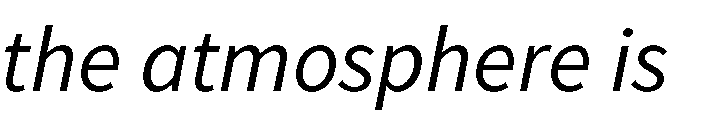 the atmosphere is